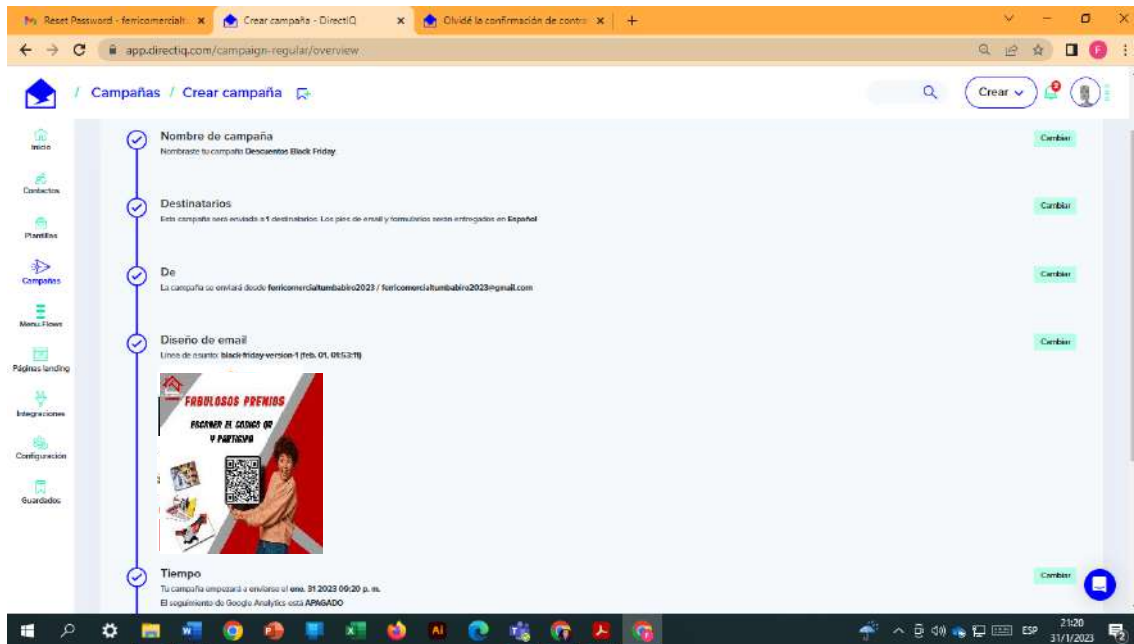 Reset Password - ferricomercialt
Crear campaña - DirectiQ
Olvidé la confirmación de contra
app.directiq.com/campaign-regular/overview
F
/ Campañas / Crear campaña
Crear
Inicio
Contactos
Plantillas
Campañas
Menu.Flows
Páginas landing
Integraciones
Configuración
Guardados
Nombre de campaña
Cambiar
Nombraste tu campaña Descuentos Black Friday.
Destinatarios
Cambiar
Esta campaña será enviada a 1 destinatarios. Los pies de email y formularios serán entregados en Español
De
Cambiar
La campaña se enviará desde ferricomercialtumbabiro2023 / ferricomercialtumbabiro2023@gmail.com
Diseño de email
Cambiar
Línea de asunto: black-friday-version-1 (feb. 01, 01:53:11)
FABULOSOS PREMIOS
ESCANER EL CODIGO QR
Y PARTICIPA
Tiempo
Cambiar
Tu campaña empezará a enviarse el ene. 31 2023 09:20 p. m.
El seguimiento de Google Analytics está APAGADO
ESP
21:20
31/1/2023